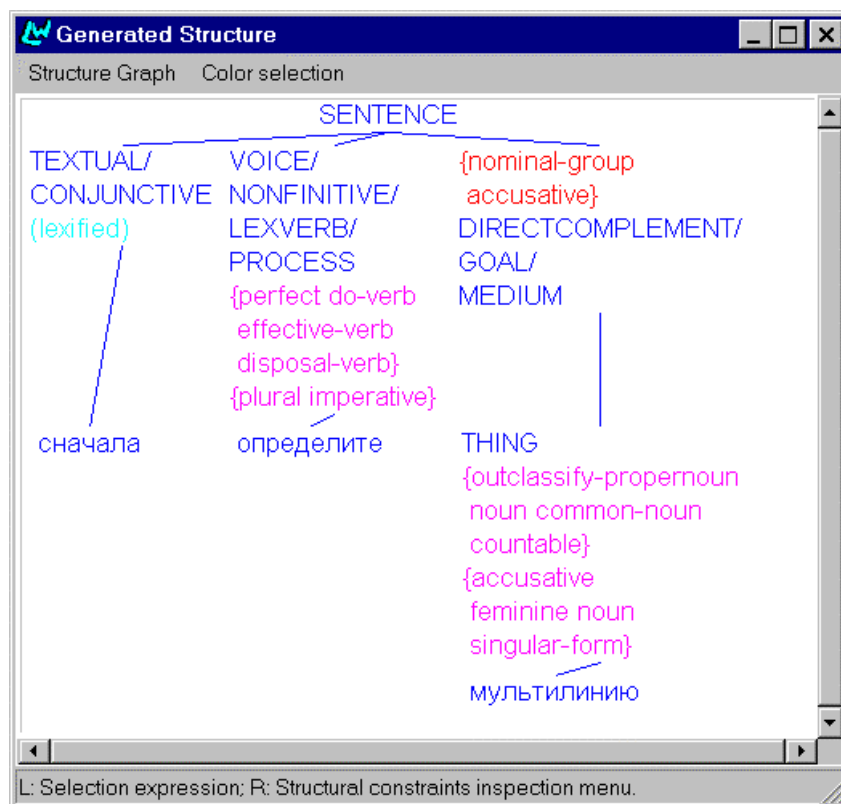 Generated Structure
Structure Graph Color selection
SENTENCE
TEXTUAL/
CONJUNCTIVE
(lexified)
сначала
VOICE/
NONFINITIVE/
LEXVERB/
PROCESS
{perfect do-verb
effective-verb
disposal-verb}
{plural imperative}
определите
{nominal-group
accusative}
DIRECTCOMPLEMENT/
GOAL/
MEDIUM
THING
{outclassify-propernoun
noun common-noun
countable}
{accusative
feminine noun
singular-form}
мультилинию
L: Selection expression; R: Structural constraints inspection menu.